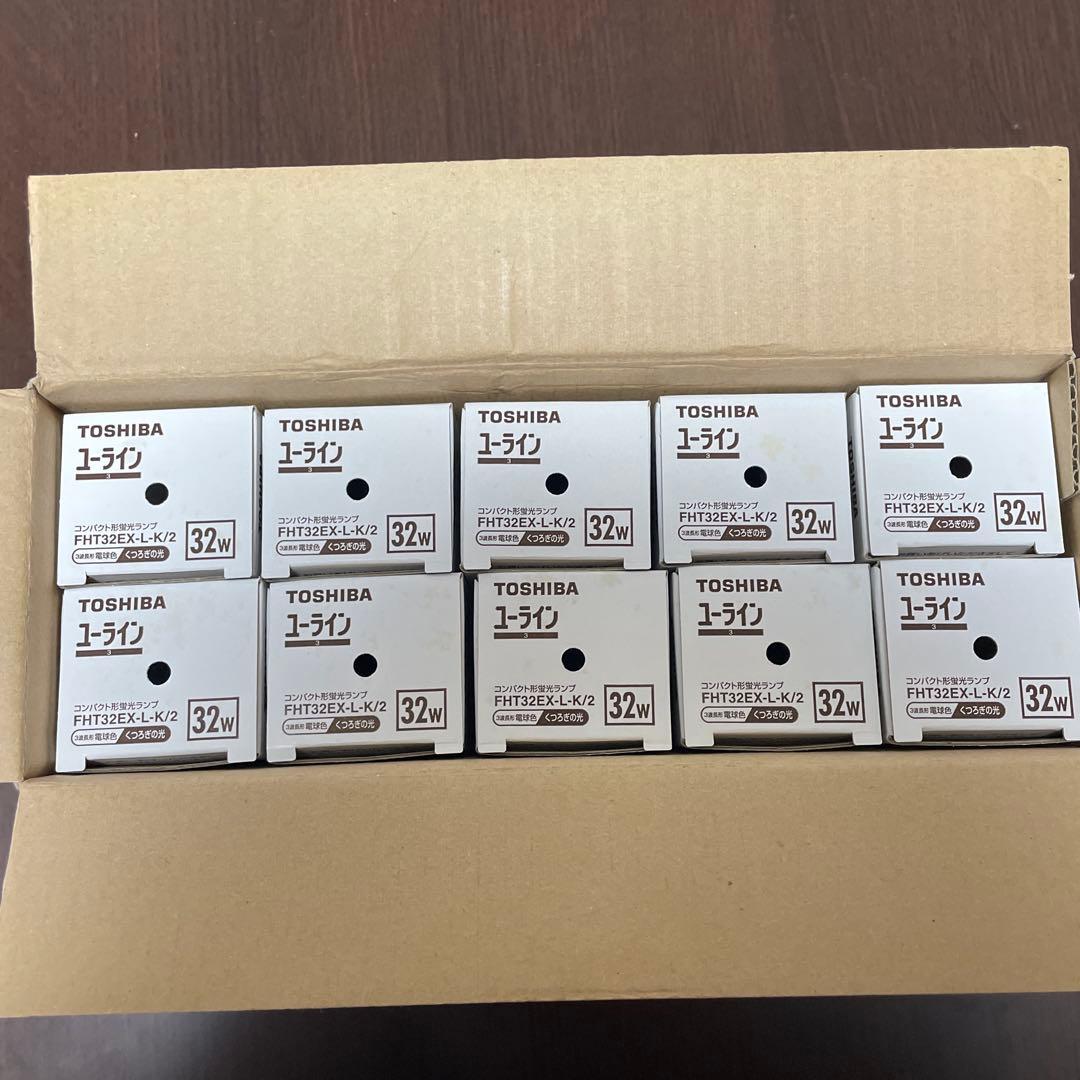 TOSHIBA
ユーライン
3
コンパクト形蛍光ランプ
FHT32EX-L-K/2
3波長形 電球色 くつろぎの光
32W
TOSHIBA
ユーライン
3
コンパクト形蛍光ランプ
FHT32EX-L-K/2
3波長形 電球色 くつろぎの光
32W
TOSHIBA
ユーライン
3
コンパクト形蛍光ランプ
FHT32EX-L-K/2
3波長形 電球色 くつろぎの光
32W
TOSHIBA
ユーライン
3
コンパクト形蛍光ランプ
FHT32EX-L-K/2
3波長形 電球色 くつろぎの光
32W
TOSHIBA
ユーライン
3
コンパクト形蛍光ランプ
FHT32EX-L-K/2
3波長形 電球色 くつろぎの光
32W
TOSHIBA
ユーライン
3
コンパクト形蛍光ランプ
FHT32EX-L-K/2
3波長形 電球色 くつろぎの光
32W
TOSHIBA
ユーライン
3
コンパクト形蛍光ランプ
FHT32EX-L-K/2
3波長形 電球色 くつろぎの光
32W
TOSHIBA
ユーライン
3
コンパクト形蛍光ランプ
FHT32EX-L-K/2
3波長形 電球色 くつろぎの光
32W
TOSHIBA
ユーライン
3
コンパクト形蛍光ランプ
FHT32EX-L-K/2
3波長形 電球色 くつろぎの光
32W
TOSHIBA
ユーライン
3
コンパクト形蛍光ランプ
FHT32EX-L-K/2
3波長形 電球色 くつろぎの光
32W